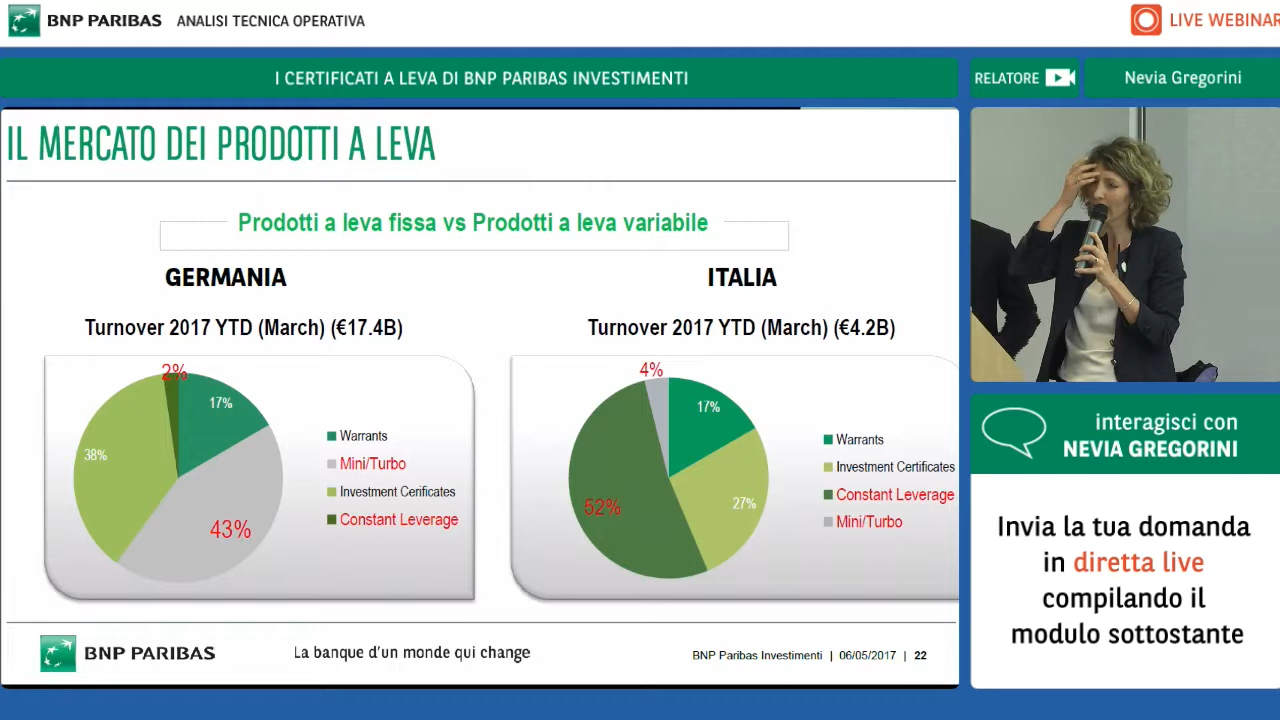 BNP PARIBAS ANALISI TECNICA OPERATIVA
LIVE WEBINAR
I CERTIFICATI A LEVA DI BNP PARIBAS INVESTIMENTI
RELATORE
Nevia Gregorini
IL MERCATO DEI PRODOTTI A LEVA
Prodotti a leva fissa vs Prodotti a leva variabile
GERMANIA
Turnover 2017 YTD (March) (€17.4B)
2%
17%
38%
43%
Warrants
Mini/Turbo
Investment Cerificates
Constant Leverage
ITALIA
Turnover 2017 YTD (March) (€4.2B)
4%
17%
52%
27%
Warrants
Investment Certificates
Constant Leverage
Mini/Turbo
BNP PARIBAS
La banque d'un monde qui change
BNP Paribas Investimenti | 06/05/2017 | 22
interagisci con
NEVIA GREGORINI
Invia la tua domanda
in diretta live
compilando il
modulo sottostante